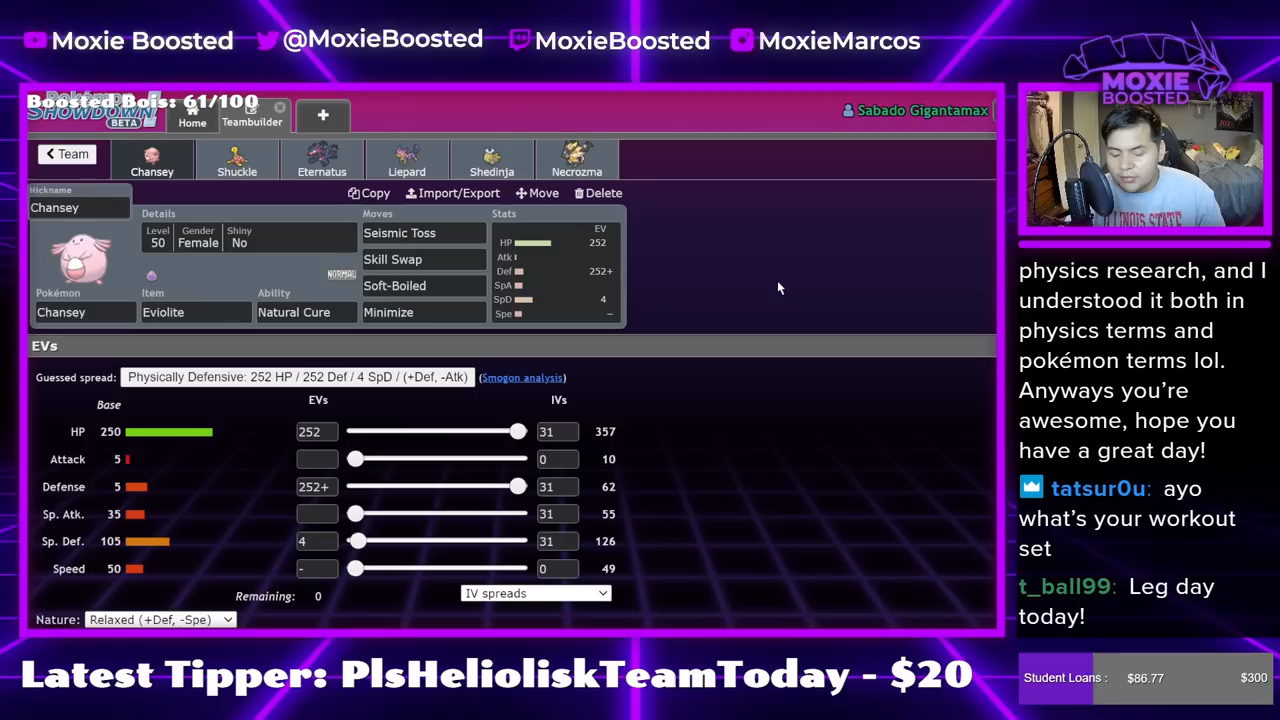 Moxie Boosted @MoxieBoosted MoxieBoosted MoxieMarcos
MOXIE
BOOSTED
Boosted Bois: 61/100
Pokémon
SHOWDOWN
BETA
Home
Teambuilder
+
Sabado Gigantamax
Team
Chansey Shuckle Eternatus Liepard Shedinja Necrozma
Copy Import/Export Move Delete
Nickname
Chansey
Details
Level Gender Shiny
50 Female No
NORMAL
Pokémon Item Ability
Chansey Eviolite Natural Cure
Moves
Seismic Toss
Skill Swap
Soft-Boiled
Minimize
Stats
EV
HP 252
Atk
Def 252+
SpA
SpD 4
Spe –
EVs
Guessed spread: Physically Defensive: 252 HP / 252 Def / 4 SpD / (+Def, -Atk) (Smogon analysis)
Base EVs IVs
HP 250 252 31 357
Attack 5 0 10
Defense 5 252+ 31 62
Sp. Atk. 35 31 55
Sp. Def. 105 4 31 126
Speed 50 - 0 49
Remaining: 0 IV spreads
Nature: Relaxed (+Def, -Spe)
ILLINOIS STATE
physics research, and I
understood it both in
physics terms and
pokémon terms lol.
Anyways you're
awesome, hope you
have a great day!
tatsur0u: ayo
what's your workout
set
t_ball99: Leg day
today!
Latest Tipper: PlsHelioliskTeamToday - $20
Student Loans : $86.77 $300